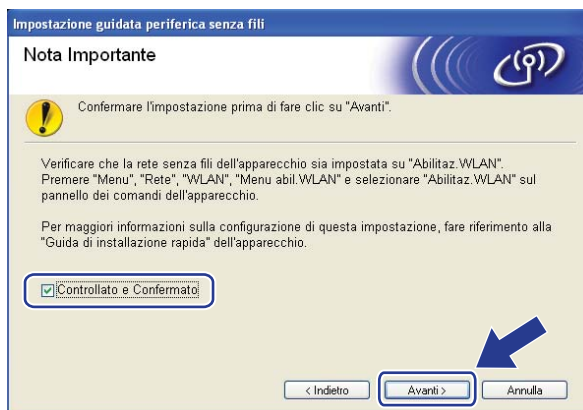 Impostazione guidata periferica senza fili
Nota Importante
Confermare l'impostazione prima di fare clic su "Avanti".
Verificare che la rete senza fili dell'apparecchio sia impostata su "Abilitaz.WLAN".
Premere "Menu", "Rete", "WLAN", "Menu abil.WLAN" e selezionare "Abilitaz.WLAN" sul
pannello dei comandi dell'apparecchio.
Per maggiori informazioni sulla configurazione di questa impostazione, fare riferimento alla
"Guida di installazione rapida" dell'apparecchio.
Controllato e Confermato
< Indietro
Avanti >
Annulla